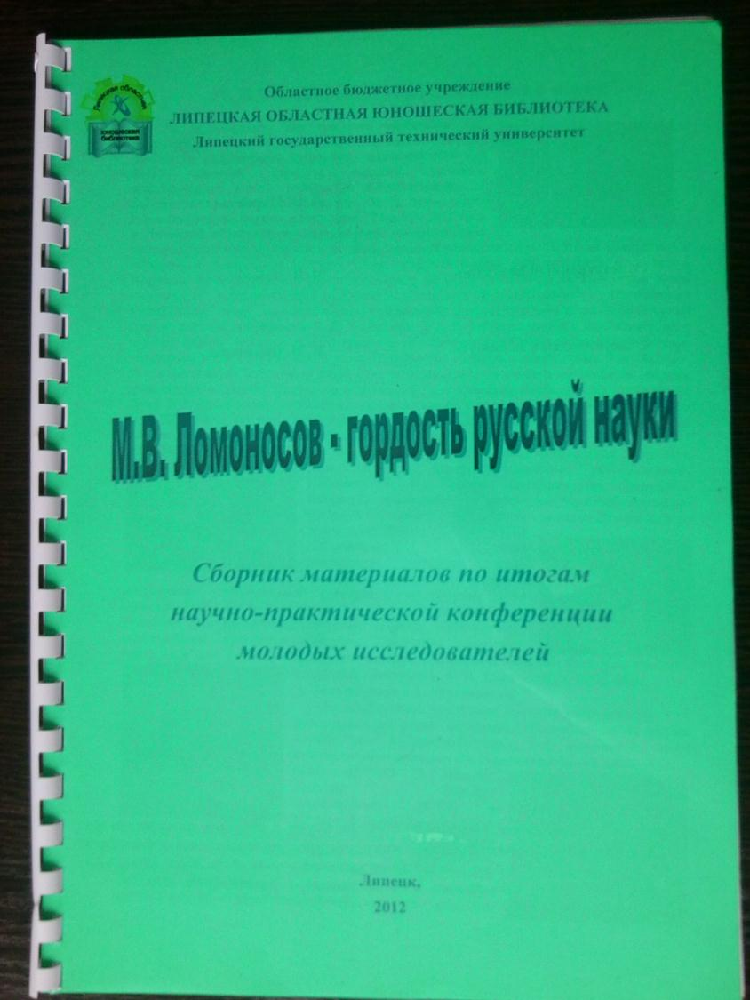 Липецкая областная
юношеская
библиотека
Областное бюджетное учреждение
ЛИПЕЦКАЯ ОБЛАСТНАЯ ЮНОШЕСКАЯ БИБЛИОТЕКА
Липецкий государственный технический университет
М.В. Ломоносов - гордость русской науки
Сборник материалов по итогам
научно-практической конференции
молодых исследователей
Липецк,
2012